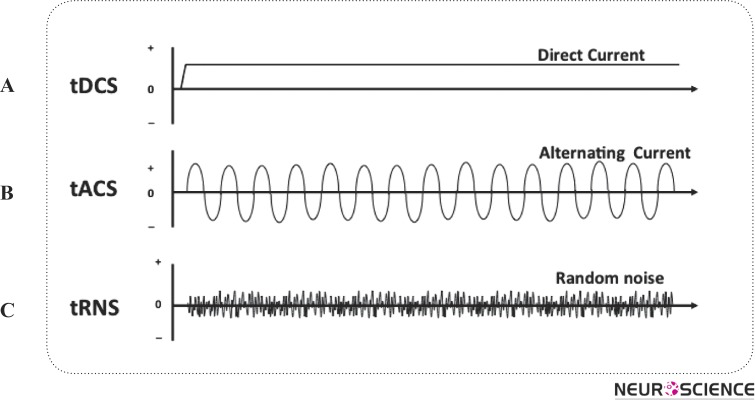 A
tDCS
+
0
–
Direct Current
B
tACS
+
0
–
Alternating Current
C
tRNS
+
0
–
Random noise
NEUROSCIENCE